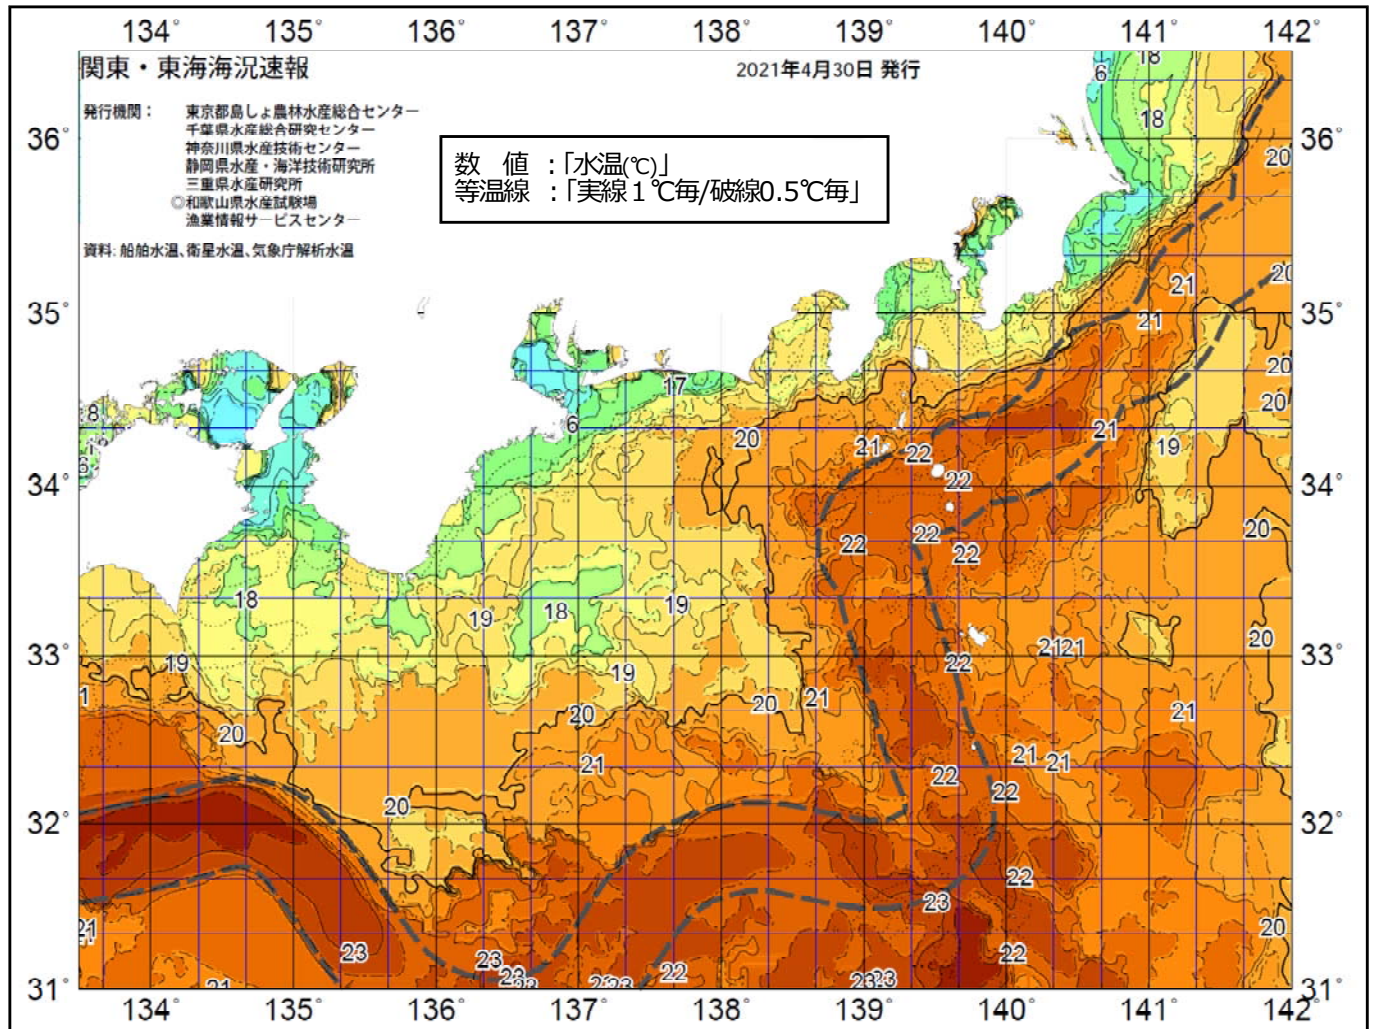 134° 135° 136° 137° 138° 139° 140° 141° 142°
関東・東海海況速報
2021年4月30日 発行
発行機関： 東京都島しょ農林水産総合センター
千葉県水産総合研究センター
神奈川県水産技術センター
静岡県水産・海洋技術研究所
三重県水産研究所
◎和歌山県水産試験場
漁業情報サービスセンター
資料: 船舶水温、衛星水温、気象庁解析水温
数　値　：「水温(℃)」
等温線　：「実線１℃毎/破線0.5℃毎」
18
6
18
36° 36°
20
20
21
35° 35°
21
20
17
20
8
6
20 21 22 21 19
22
34° 34°
20
22 22
22
18 18 19
19
20
21 21
33° 33°
19 19 22
20 20 20 21 21
21 21 21
22 22
20
32° 32°
22
23
20
21
23 23 22 22
31° 31°
134° 135° 136° 137° 138° 139° 140° 141° 142°